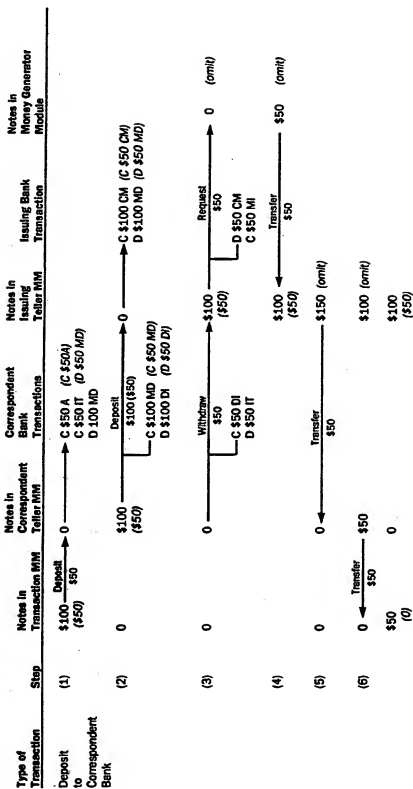 Type of Transaction
Step
Notes in Transaction MM
Notes in Correspondent Teller MM
Correspondent Bank Transactions
Notes in Issuing Teller MM
Issuing Bank Transaction
Notes in Money Generator Module
Deposit to Correspondent Bank
(1)
$100
($50)
Deposit
$50
0
C $50 A (C $50A)
C $50 IT (D $50 MD)
D 100 MD
(2)
0
$100
($50)
Deposit
$100 ($50)
C $100 MD (C $50 MD)
D $100 DI (D $50 DI)
0
C $100 CM (C $50 CM)
D $100 MD (D $50 MD)
(3)
0
0
Withdraw
$50
C $50 DI
D $50 IT
$100
($50)
Request
$50
D $50 CM
C $50 MI
0 (omit)
(4)
$100
($50)
Transfer
$50
$50 (omit)
(5)
0
0
Transfer
$50
$150 (omit)
(6)
0
Transfer
$50
$50
$100 (omit)
$50
(0)
0
$100
($50)